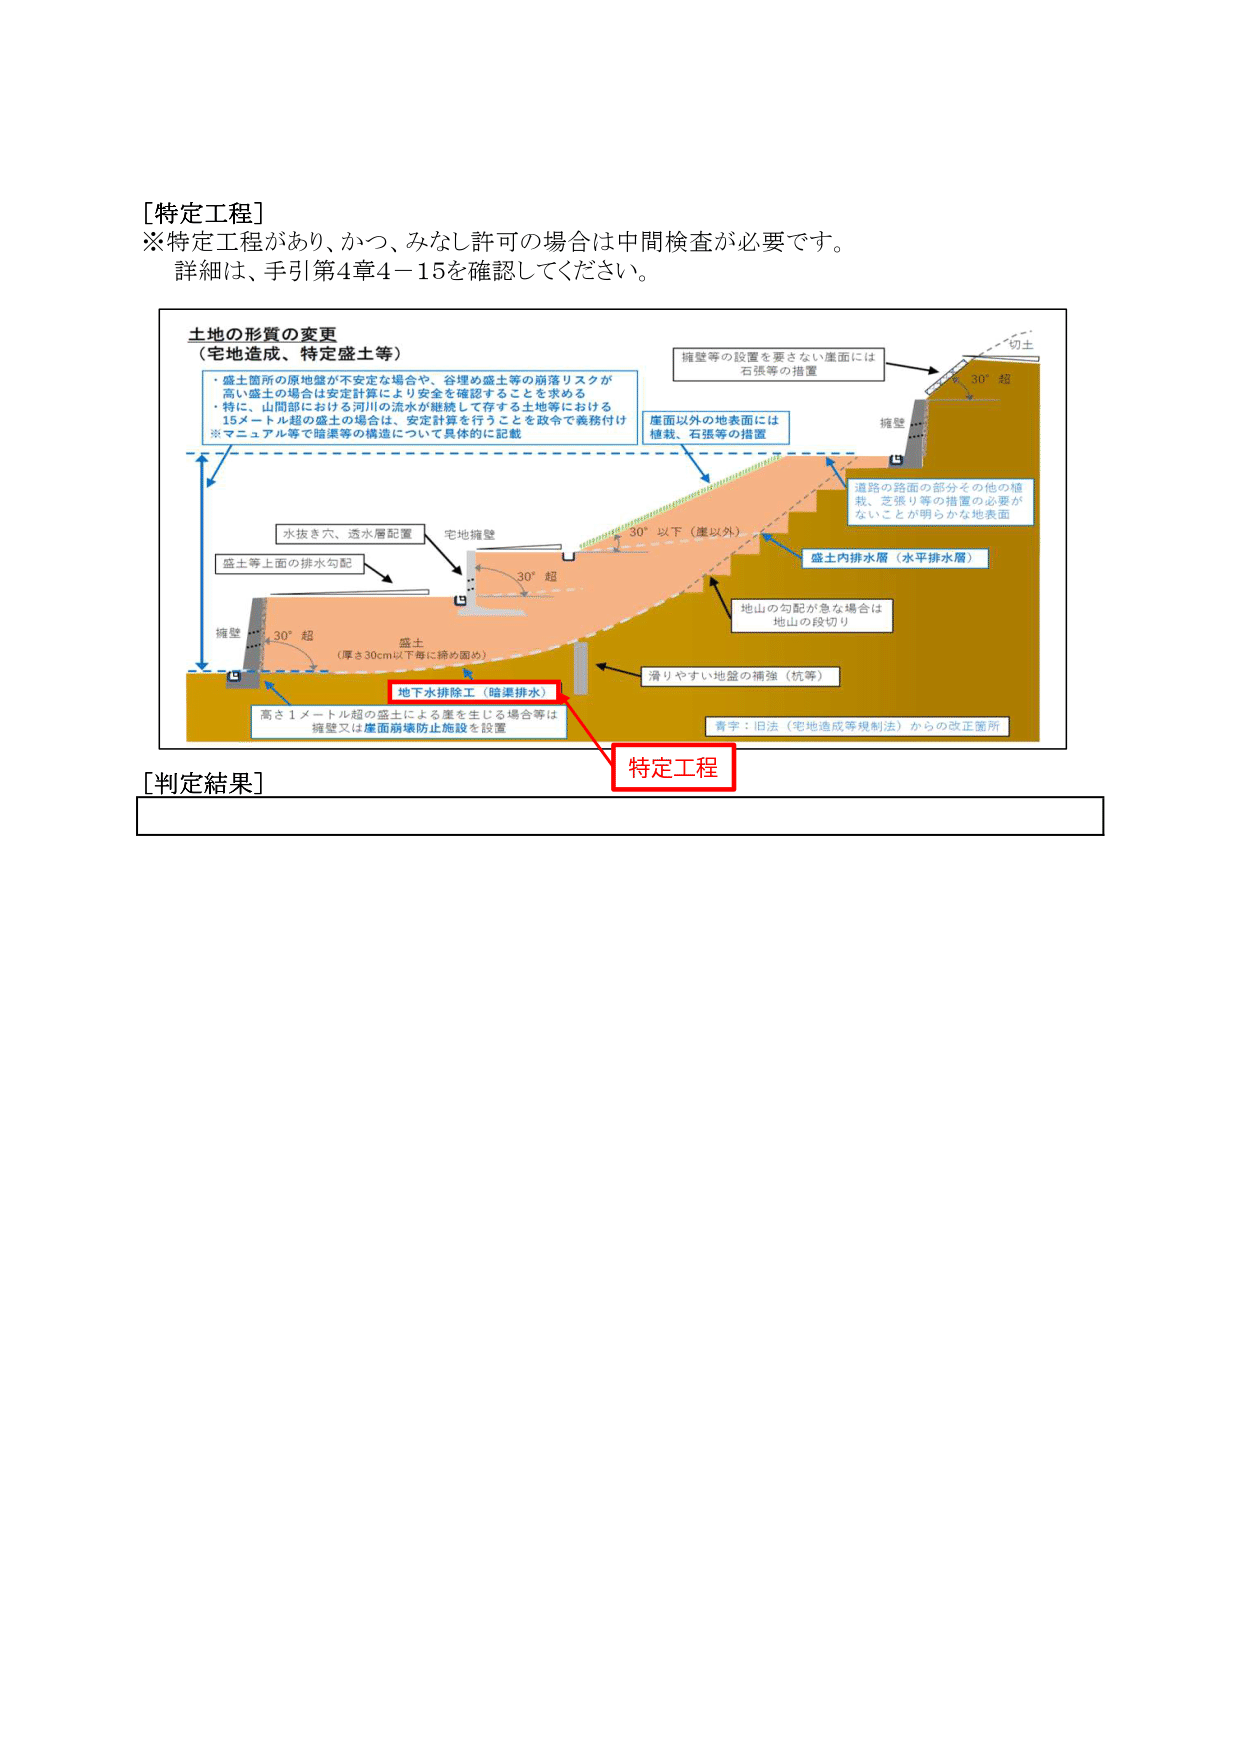 ［特定工程］
※特定工程があり、かつ、みなし許可の場合は中間検査が必要です。
詳細は、手引第4章4－15を確認してください。
土地の形質の変更
（宅地造成、特定盛土等）
・盛土箇所の原地盤が不安定な場合や、谷埋め盛土等の崩落リスクが
高い盛土の場合は安定計算により安全を確認することを求める
・特に、山間部における河川の流水が継続して存する土地等における
15メートル超の盛土の場合は、安定計算を行うことを政令で義務付け
※マニュアル等で暗渠等の構造について具体的に記載
擁壁等の設置を要さない崖面には
石張等の措置
切土
30° 超
擁壁
崖面以外の地表面には
植栽、石張等の措置
道路の路面の部分その他の植
栽、芝張り等の措置の必要が
ないことが明らかな地表面
水抜き穴、透水層配置
宅地擁壁
30° 以下（崖以外）
盛土等上面の排水勾配
盛土内排水層（水平排水層）
30° 超
地山の勾配が急な場合は
地山の段切り
擁壁
30° 超
盛土
（厚さ30cm以下毎に締め固め）
滑りやすい地盤の補強（杭等）
地下水排除工（暗渠排水）
高さ１メートル超の盛土による崖を生じる場合等は
擁壁又は崖面崩壊防止施設を設置
青字：旧法（宅地造成等規制法）からの改正箇所
特定工程
［判定結果］